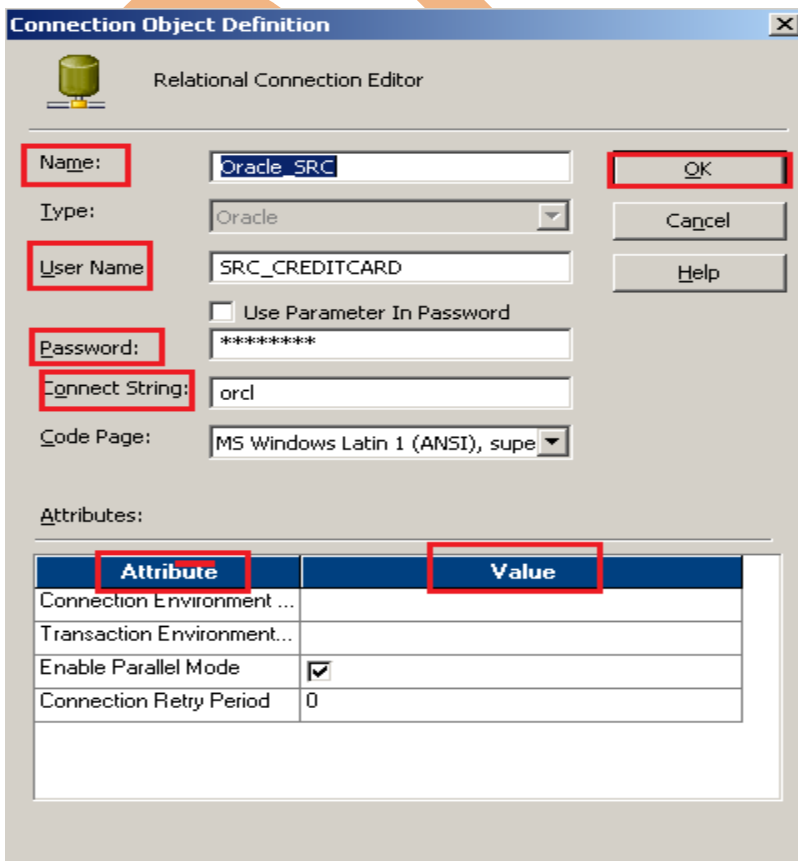 Connection Object Definition
Relational Connection Editor
Name: Oracle_SRC OK
Type: Oracle Cancel
User Name SRC_CREDITCARD Help
Use Parameter In Password
Password: ********
Connect String: orcl
Code Page: MS Windows Latin 1 (ANSI), supe
Attributes:
Attribute Value
Connection Environment ...
Transaction Environment...
Enable Parallel Mode
Connection Retry Period 0